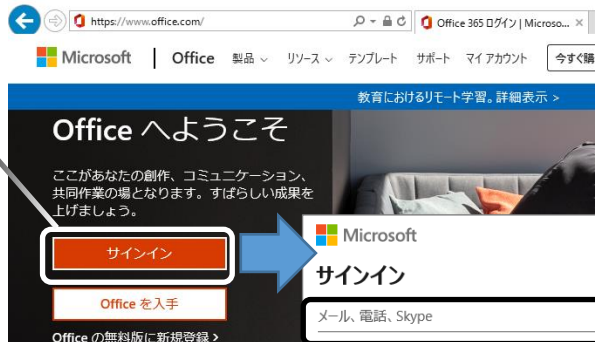 https://www.office.com/
Office 365 ログイン | Microso...
Microsoft | Office 製品 リソース テンプレート サポート マイ アカウント 今すぐ購
教育におけるリモート学習。詳細表示 >
Office へようこそ
ここがあなたの創作、コミュニケーション、
共同作業の場となります。すばらしい成果を
上げましょう。
サインイン
Office を入手
Office の無料版に新規登録 >
Microsoft
サインイン
メール、電話、Skype